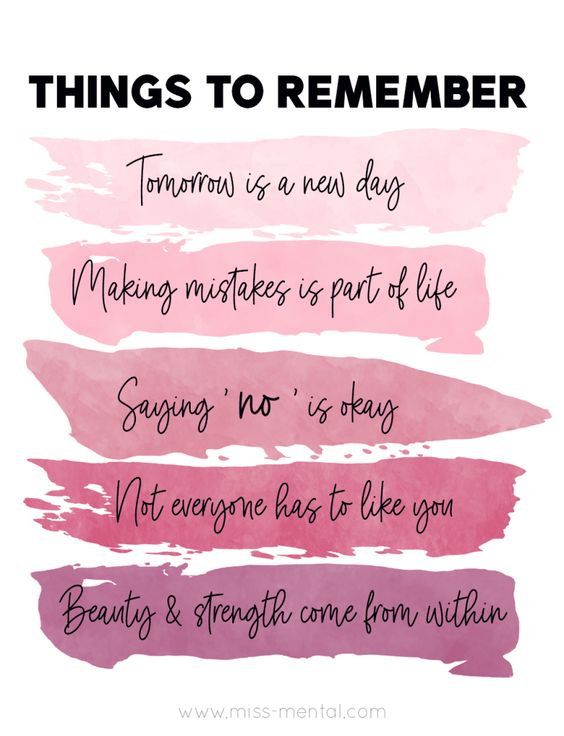 THINGS TO REMEMBER
Tomorrow is a new day
Making mistakes is part of life
Saying 'no' is okay
Not everyone has to like you
Beauty & strength come from within
www.miss-mental.com